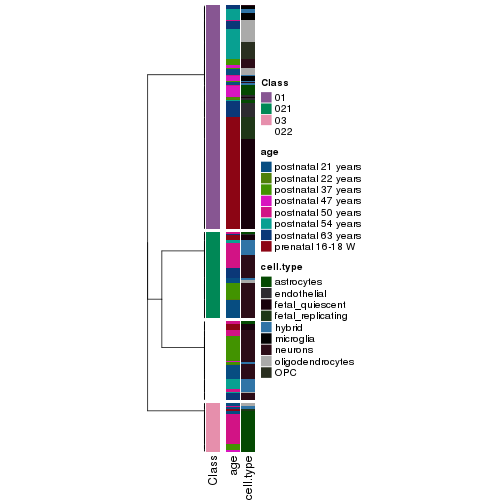 Class
01
021
03
022
age
postnatal 21 years
postnatal 22 years
postnatal 37 years
postnatal 47 years
postnatal 50 years
postnatal 54 years
postnatal 63 years
prenatal 16-18 W
cell.type
astrocytes
endothelial
fetal_quiescent
fetal_replicating
hybrid
microglia
neurons
oligodendrocytes
OPC
Class
age
cell.type